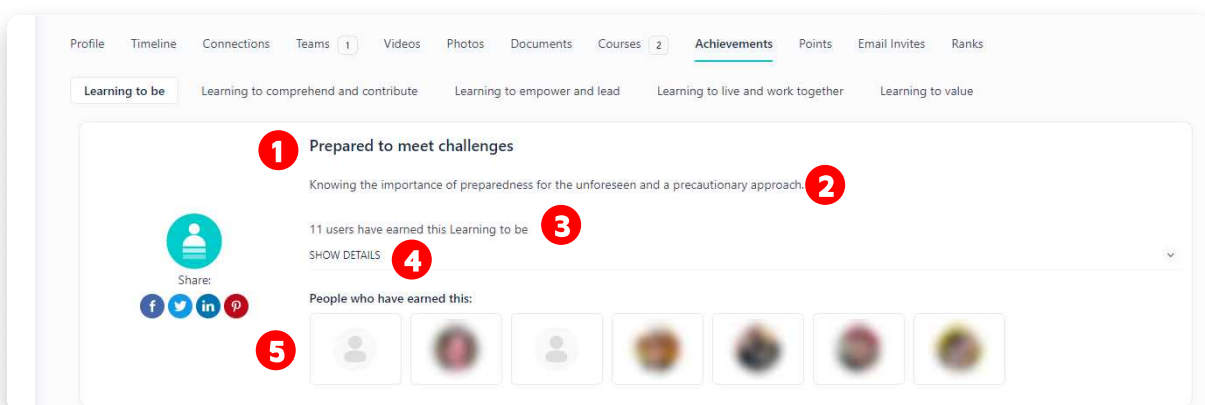 Profile Timeline Connections Teams 1 Videos Photos Documents Courses 2 Achievements Points Email Invites Ranks
Learning to be Learning to comprehend and contribute Learning to empower and lead Learning to live and work together Learning to value
1 Prepared to meet challenges
Knowing the importance of preparedness for the unforeseen and a precautionary approach. 2
11 users have earned this Learning to be 3
SHOW DETAILS 4
Share:
People who have earned this:
5